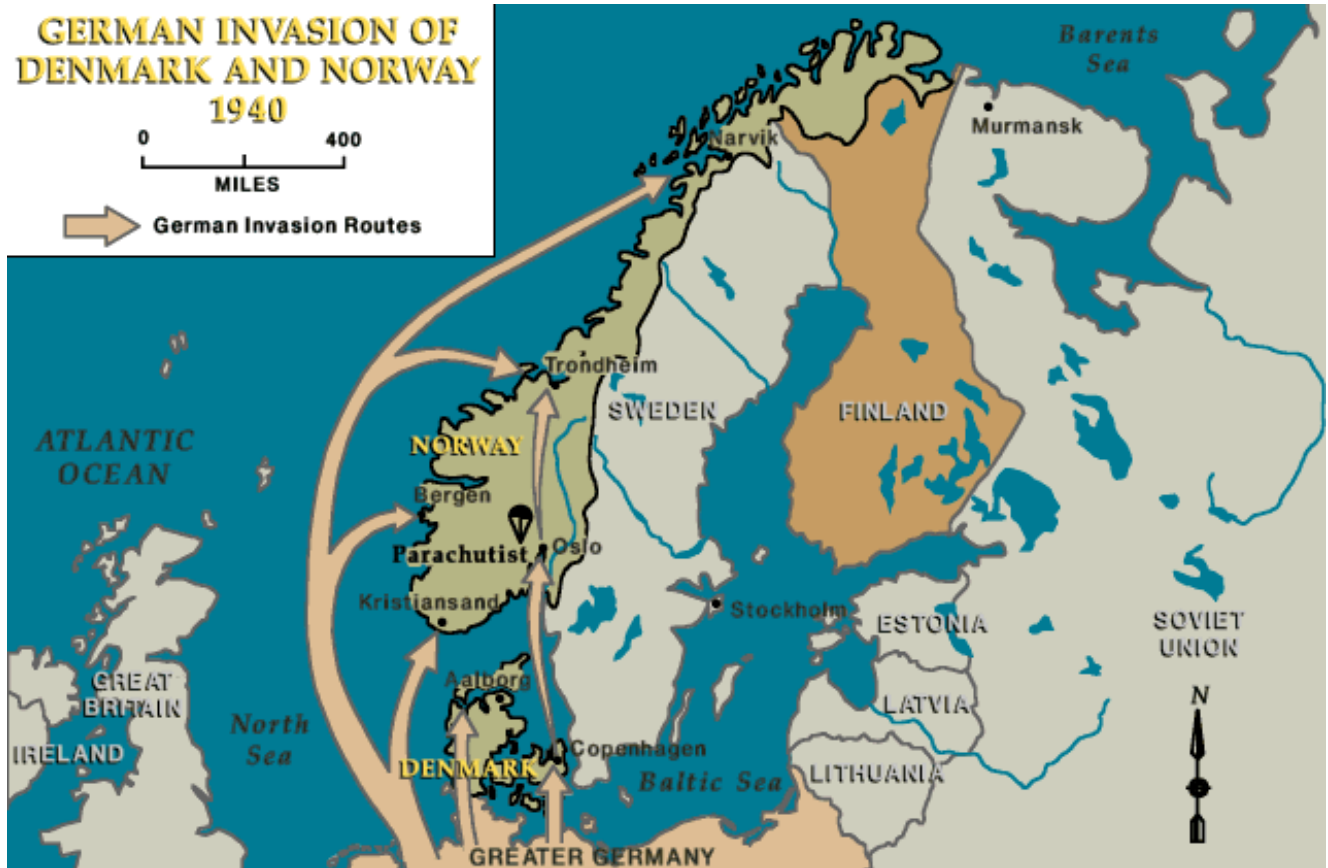 GERMAN INVASION OF
DENMARK AND NORWAY
1940
0 400
MILES
German Invasion Routes
Barents
Sea
Murmansk
Narvik
Trondheim
SWEDEN
FINLAND
NORWAY
ATLANTIC
OCEAN
Bergen
Parachutist
Oslo
Kristiansand
Stockholm
ESTONIA
SOVIET
UNION
GREAT
BRITAIN
Aalborg
LATVIA
N
North
Sea
IRELAND
Copenhagen
DENMARK
Baltic Sea
LITHUANIA
GREATER GERMANY